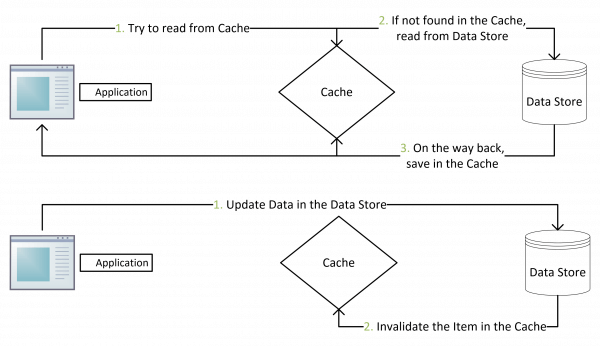 1. Try to read from Cache
2. If not found in the Cache,
read from Data Store
Application
Cache
Data Store
3. On the way back,
save in the Cache
1. Update Data in the Data Store
Application
Cache
Data Store
2. Invalidate the Item in the Cache